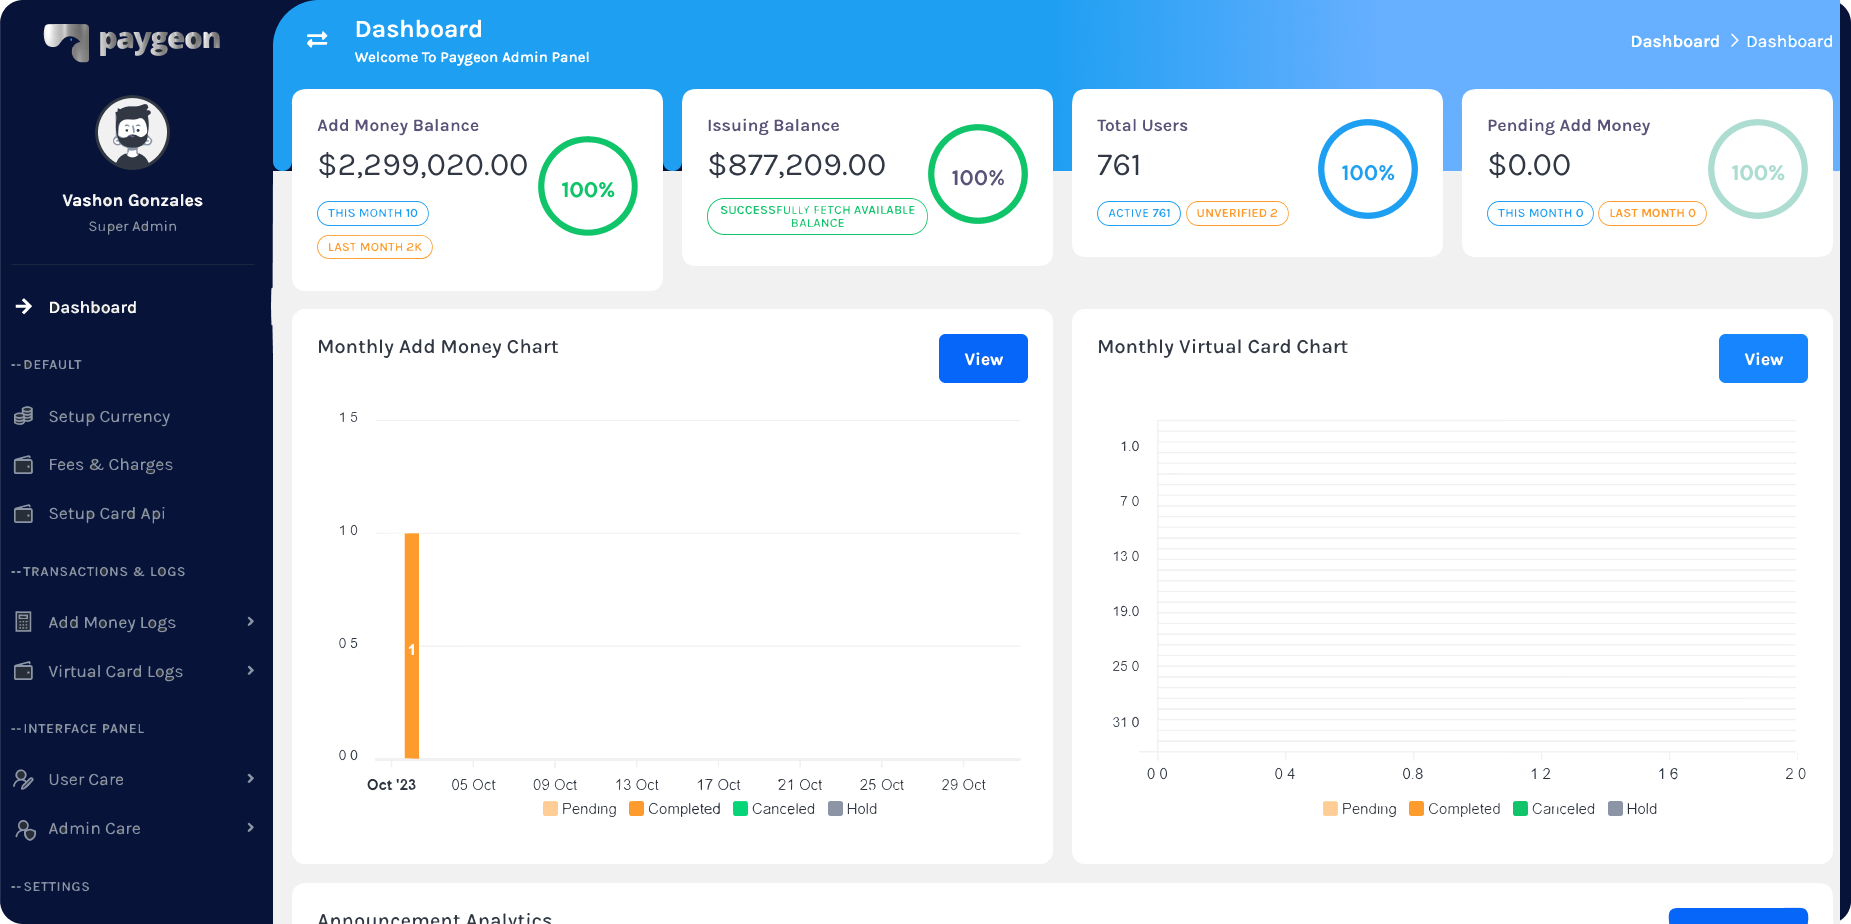 paygeon
Vashon Gonzales
Super Admin
Dashboard
--DEFAULT
Setup Currency
Fees & Charges
Setup Card Api
--TRANSACTIONS & LOGS
Add Money Logs
Virtual Card Logs
--INTERFACE PANEL
User Care
Admin Care
--SETTINGS
Dashboard
Welcome To Paygeon Admin Panel
Dashboard > Dashboard
Add Money Balance
$2,299,020.00
THIS MONTH 10
LAST MONTH 2K
100%
Issuing Balance
$877,209.00
SUCCESSFULLY FETCH AVAILABLE
BALANCE
100%
Total Users
761
ACTIVE 761
UNVERIFIED 2
100%
Pending Add Money
$0.00
THIS MONTH 0
LAST MONTH 0
100%
Monthly Add Money Chart
View
1 5
1 0
0 5
0 0
1
Oct '23 05 Oct 09 Oct 13 Oct 17 Oct 21 Oct 25 Oct 29 Oct
Pending Completed Canceled Hold
Monthly Virtual Card Chart
View
1.0
7 0
13 0
19.0
25 0
31 0
0 0 0 4 0.8 1 2 1 6 2 0
Pending Completed Canceled Hold
Announcement Analytics